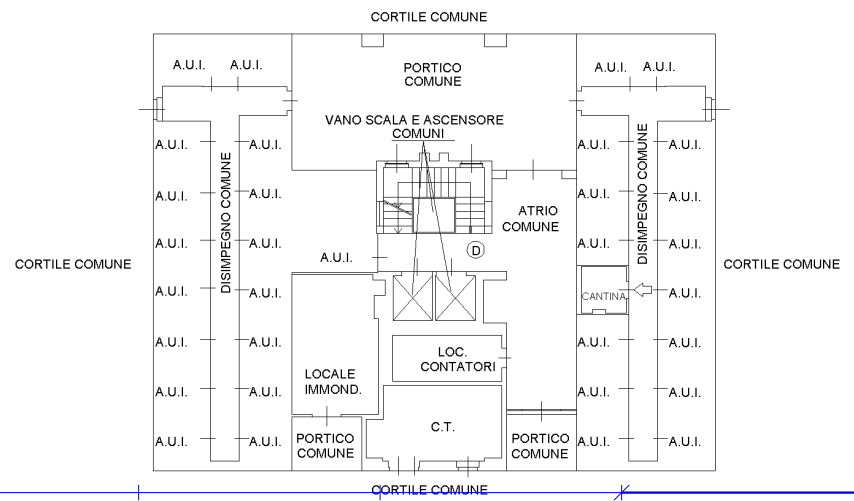 CORTILE COMUNE
A.U.I. A.U.I. A.U.I. A.U.I.
PORTICO
COMUNE
VANO SCALA E ASCENSORE
COMUNI
A.U.I. A.U.I. A.U.I. A.U.I.
DISIMPEGNO COMUNE
DISIMPEGNO COMUNE
A.U.I. A.U.I. A.U.I. A.U.I.
ATRIO
COMUNE
A.U.I. A.U.I. A.U.I. A.U.I.
D
A.U.I.
CORTILE COMUNE
CORTILE COMUNE
A.U.I. A.U.I. CANTINA A.U.I.
A.U.I. A.U.I. A.U.I. A.U.I.
LOC.
CONTATORI
LOCALE
IMMOND.
A.U.I. A.U.I. A.U.I. A.U.I.
C.T.
A.U.I. A.U.I. A.U.I. A.U.I.
PORTICO
COMUNE
PORTICO
COMUNE
CORTILE COMUNE